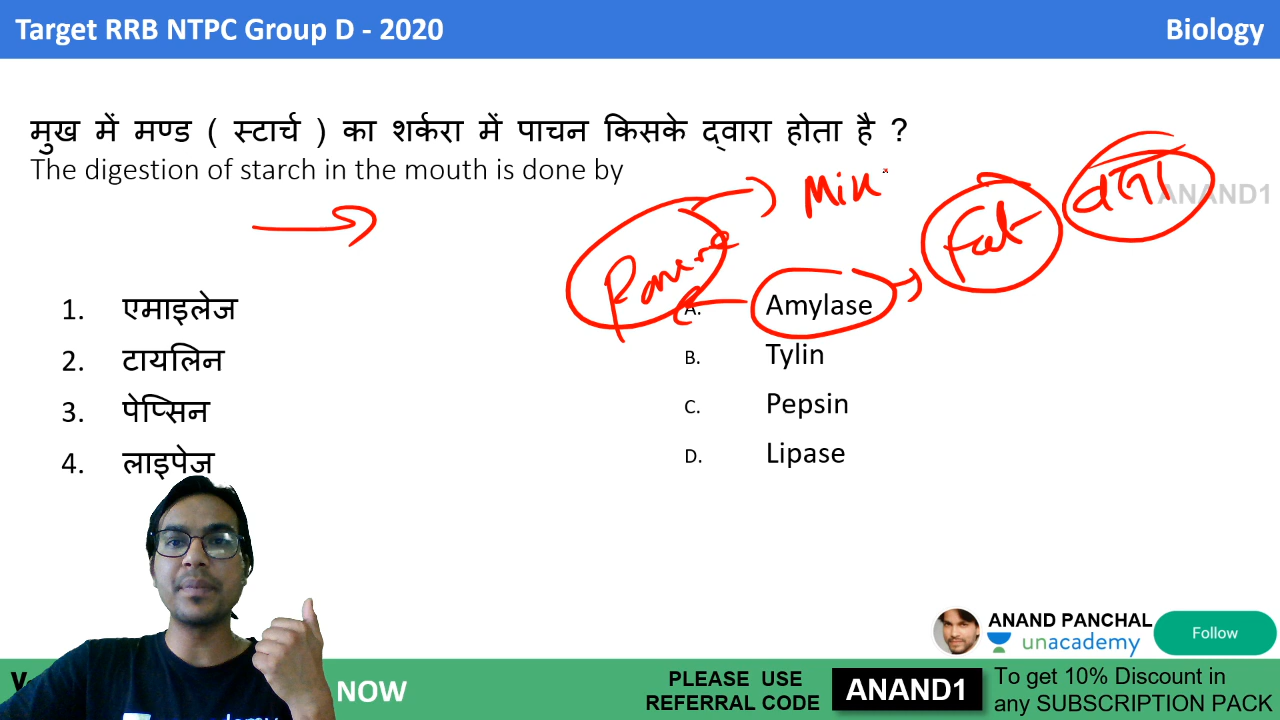 Target RRB NTPC Group D - 2020
Biology
मुख में मण्ड ( स्टार्च ) का शर्करा में पाचन किसके द्वारा होता है ?
The digestion of starch in the mouth is done by
ANAND1
Fat
1. एमाइलेज
2. टायलिन
3. पेप्सिन
4. लाइपेज
A. Amylase
B. Tylin
C. Pepsin
D. Lipase
ANAND PANCHAL
unacademy
Follow
NOW
PLEASE USE
REFERRAL CODE
ANAND1
To get 10% Discount in
any SUBSCRIPTION PACK